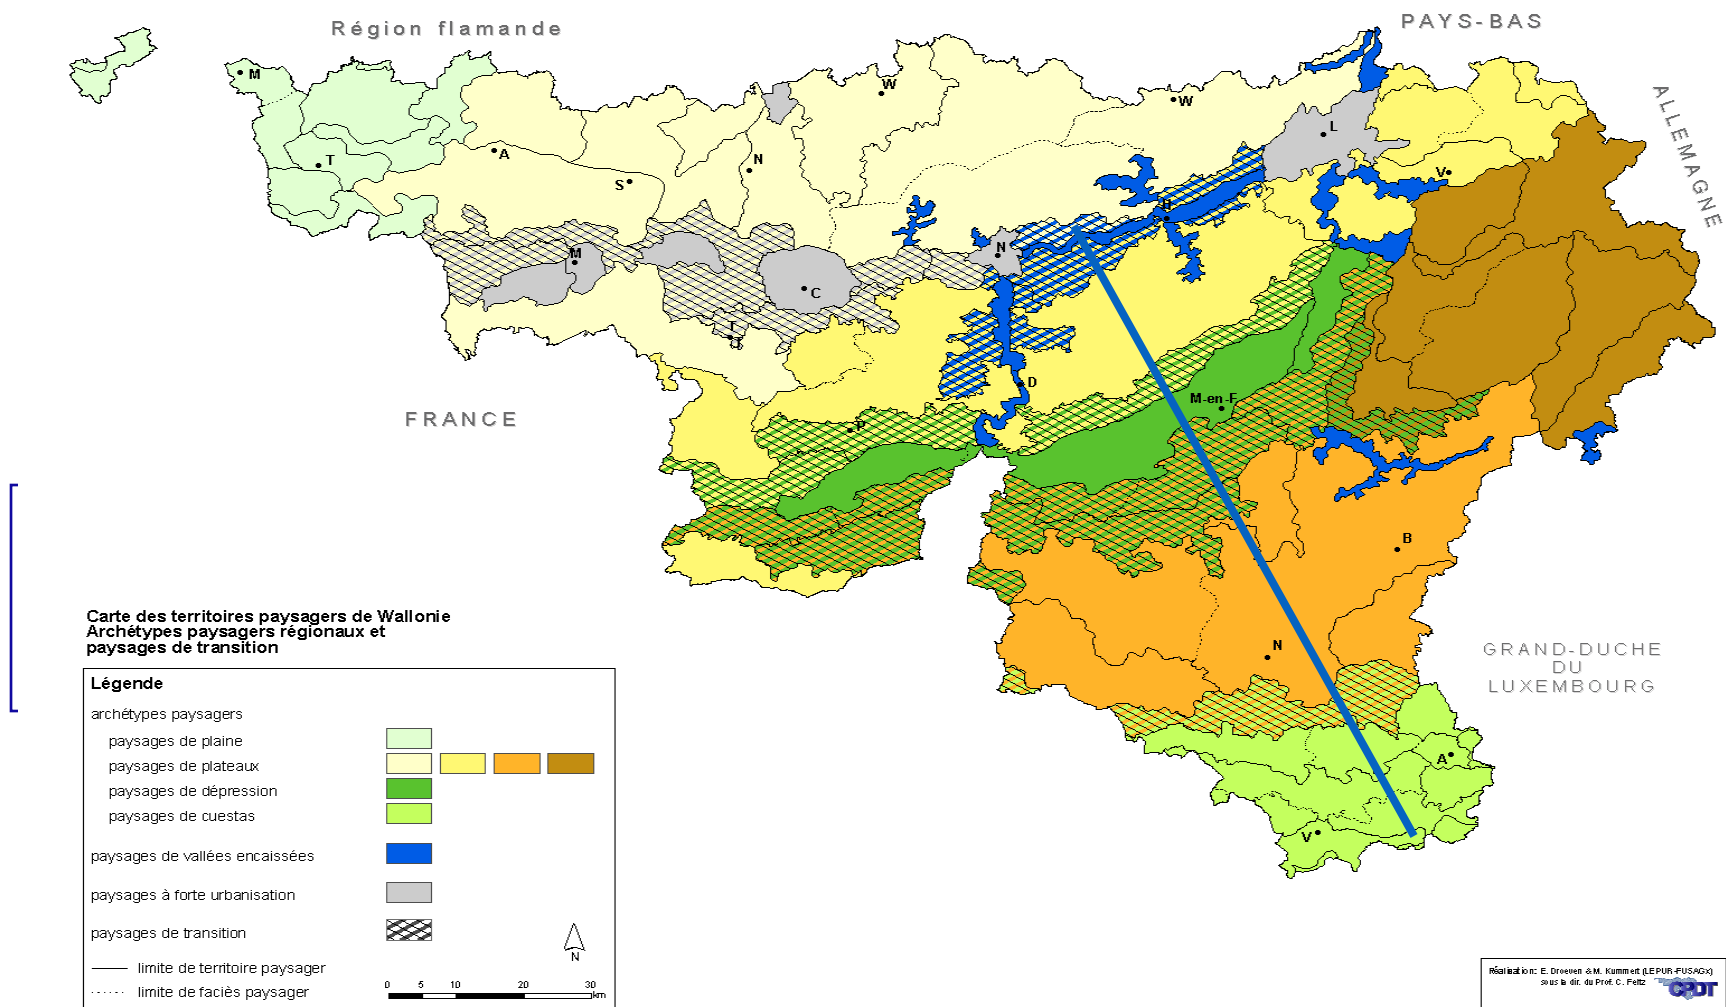 Région flamande
PAYS-BAS
ALLEMAGNE
M
T
A
S
N
W
W
L
V
H
M
N
C
T
D
P
M-en-F
B
N
A
V
FRANCE
GRAND-DUCHE
DU
LUXEMBOURG
Carte des territoires paysagers de Wallonie
Archétypes paysagers régionaux et
paysages de transition
Légende
archétypes paysagers
paysages de plaine
paysages de plateaux
paysages de dépression
paysages de cuestas
paysages de vallées encaissées
paysages à forte urbanisation
paysages de transition
limite de territoire paysager
limite de faciès paysager
N
0 5 10 20 30
km
Réalisation: E. Droeven & M. Kummert (LEPUR-FUSAGx)
sous la dir. du Prof. C. Feltz
CPDT